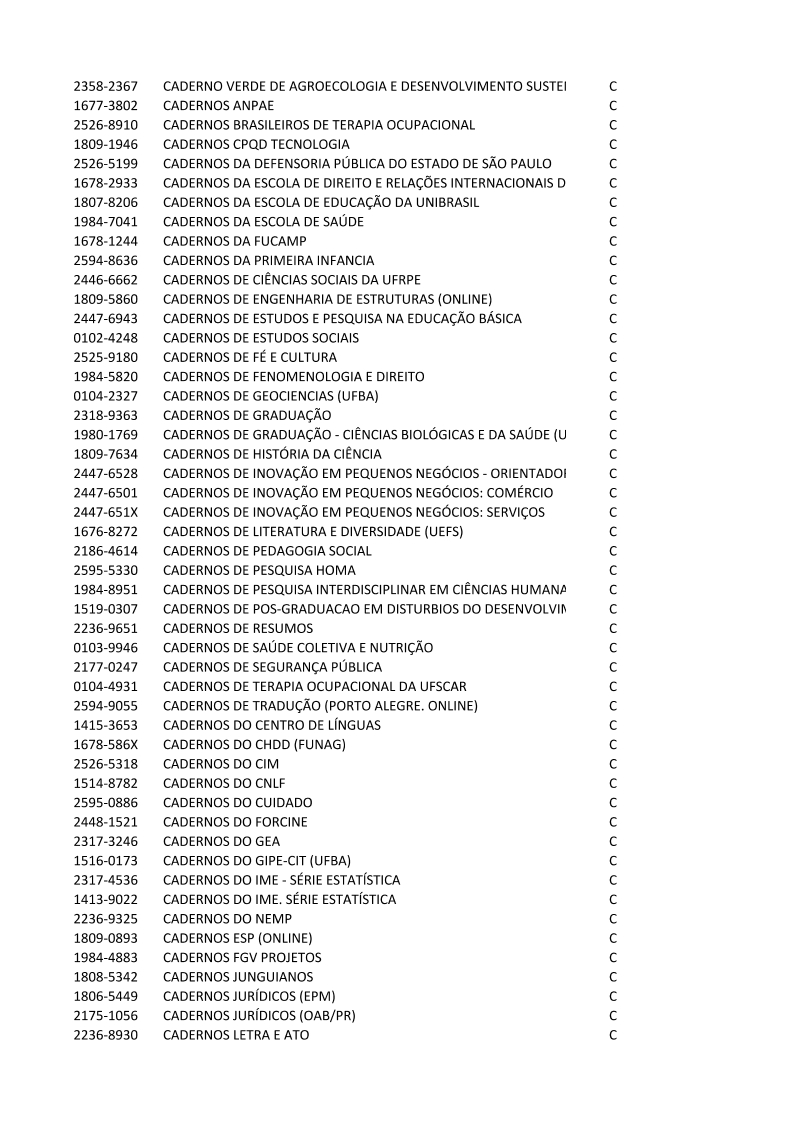 2358-2367 CADERNO VERDE DE AGROECOLOGIA E DESENVOLVIMENTO SUSTEI C
1677-3802 CADERNOS ANPAE C
2526-8910 CADERNOS BRASILEIROS DE TERAPIA OCUPACIONAL C
1809-1946 CADERNOS CPQD TECNOLOGIA C
2526-5199 CADERNOS DA DEFENSORIA PÚBLICA DO ESTADO DE SÃO PAULO C
1678-2933 CADERNOS DA ESCOLA DE DIREITO E RELAÇÕES INTERNACIONAIS D C
1807-8206 CADERNOS DA ESCOLA DE EDUCAÇÃO DA UNIBRASIL C
1984-7041 CADERNOS DA ESCOLA DE SAÚDE C
1678-1244 CADERNOS DA FUCAMP C
2594-8636 CADERNOS DA PRIMEIRA INFANCIA C
2446-6662 CADERNOS DE CIÊNCIAS SOCIAIS DA UFRPE C
1809-5860 CADERNOS DE ENGENHARIA DE ESTRUTURAS (ONLINE) C
2447-6943 CADERNOS DE ESTUDOS E PESQUISA NA EDUCAÇÃO BÁSICA C
0102-4248 CADERNOS DE ESTUDOS SOCIAIS C
2525-9180 CADERNOS DE FÉ E CULTURA C
1984-5820 CADERNOS DE FENOMENOLOGIA E DIREITO C
0104-2327 CADERNOS DE GEOCIENCIAS (UFBA) C
2318-9363 CADERNOS DE GRADUAÇÃO C
1980-1769 CADERNOS DE GRADUAÇÃO - CIÊNCIAS BIOLÓGICAS E DA SAÚDE (U C
1809-7634 CADERNOS DE HISTÓRIA DA CIÊNCIA C
2447-6528 CADERNOS DE INOVAÇÃO EM PEQUENOS NEGÓCIOS - ORIENTADOR C
2447-6501 CADERNOS DE INOVAÇÃO EM PEQUENOS NEGÓCIOS: COMÉRCIO C
2447-651X CADERNOS DE INOVAÇÃO EM PEQUENOS NEGÓCIOS: SERVIÇOS C
1676-8272 CADERNOS DE LITERATURA E DIVERSIDADE (UEFS) C
2186-4614 CADERNOS DE PEDAGOGIA SOCIAL C
2595-5330 CADERNOS DE PESQUISA HOMA C
1984-8951 CADERNOS DE PESQUISA INTERDISCIPLINAR EM CIÊNCIAS HUMANA C
1519-0307 CADERNOS DE POS-GRADUACAO EM DISTURBIOS DO DESENVOLVIM C
2236-9651 CADERNOS DE RESUMOS C
0103-9946 CADERNOS DE SAÚDE COLETIVA E NUTRIÇÃO C
2177-0247 CADERNOS DE SEGURANÇA PÚBLICA C
0104-4931 CADERNOS DE TERAPIA OCUPACIONAL DA UFSCAR C
2594-9055 CADERNOS DE TRADUÇÃO (PORTO ALEGRE. ONLINE) C
1415-3653 CADERNOS DO CENTRO DE LÍNGUAS C
1678-586X CADERNOS DO CHDD (FUNAG) C
2526-5318 CADERNOS DO CIM C
1514-8782 CADERNOS DO CNLF C
2595-0886 CADERNOS DO CUIDADO C
2448-1521 CADERNOS DO FORCINE C
2317-3246 CADERNOS DO GEA C
1516-0173 CADERNOS DO GIPE-CIT (UFBA) C
2317-4536 CADERNOS DO IME - SÉRIE ESTATÍSTICA C
1413-9022 CADERNOS DO IME. SÉRIE ESTATÍSTICA C
2236-9325 CADERNOS DO NEMP C
1809-0893 CADERNOS ESP (ONLINE) C
1984-4883 CADERNOS FGV PROJETOS C
1808-5342 CADERNOS JUNGUIANOS C
1806-5449 CADERNOS JURÍDICOS (EPM) C
2175-1056 CADERNOS JURÍDICOS (OAB/PR) C
2236-8930 CADERNOS LETRA E ATO C